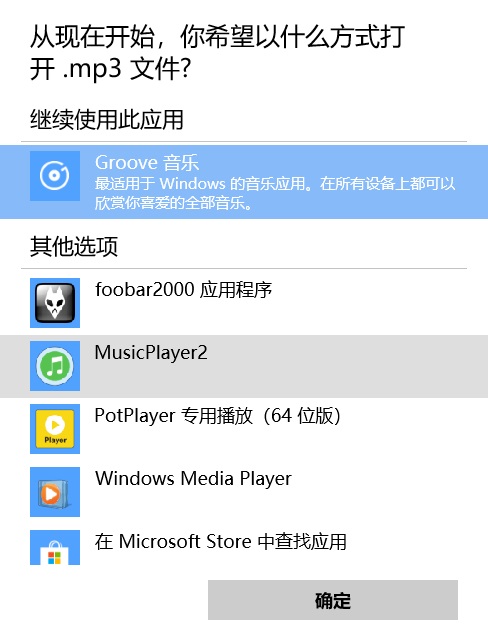 从现在开始，你希望以什么方式打
开 .mp3 文件?
继续使用此应用
Groove 音乐
最适用于 Windows 的音乐应用。在所有设备上都可以
欣赏你喜爱的全部音乐。
其他选项
foobar2000 应用程序
MusicPlayer2
PotPlayer 专用播放（64 位版）
Player
Windows Media Player
在 Microsoft Store 中查找应用
确定